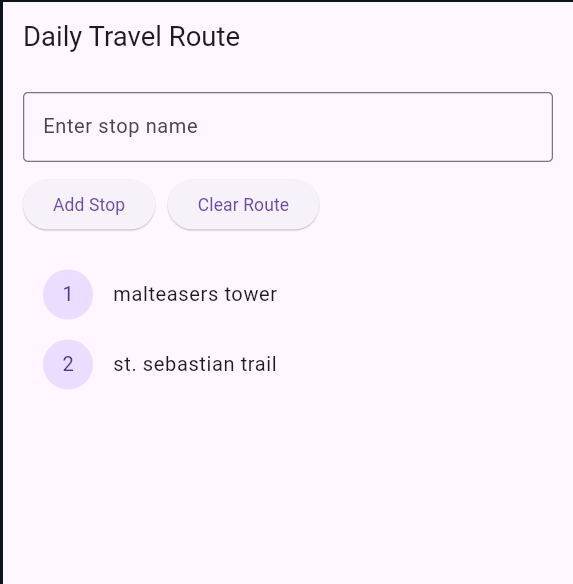 Daily Travel Route
Enter stop name
Add Stop Clear Route
1 malteasers tower
2 st. sebastian trail